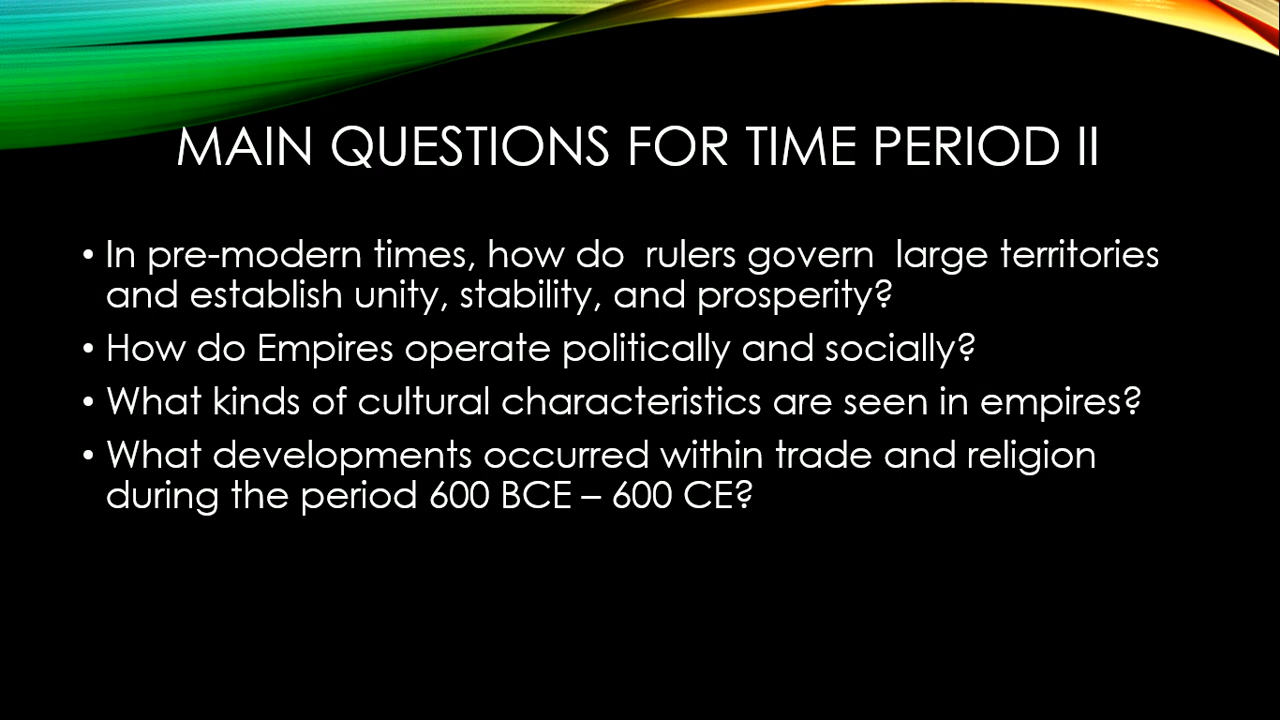 MAIN QUESTIONS FOR TIME PERIOD II
• In pre-modern times, how do  rulers govern  large territories
and establish unity, stability, and prosperity?
• How do Empires operate politically and socially?
• What kinds of cultural characteristics are seen in empires?
• What developments occurred within trade and religion
during the period 600 BCE – 600 CE?